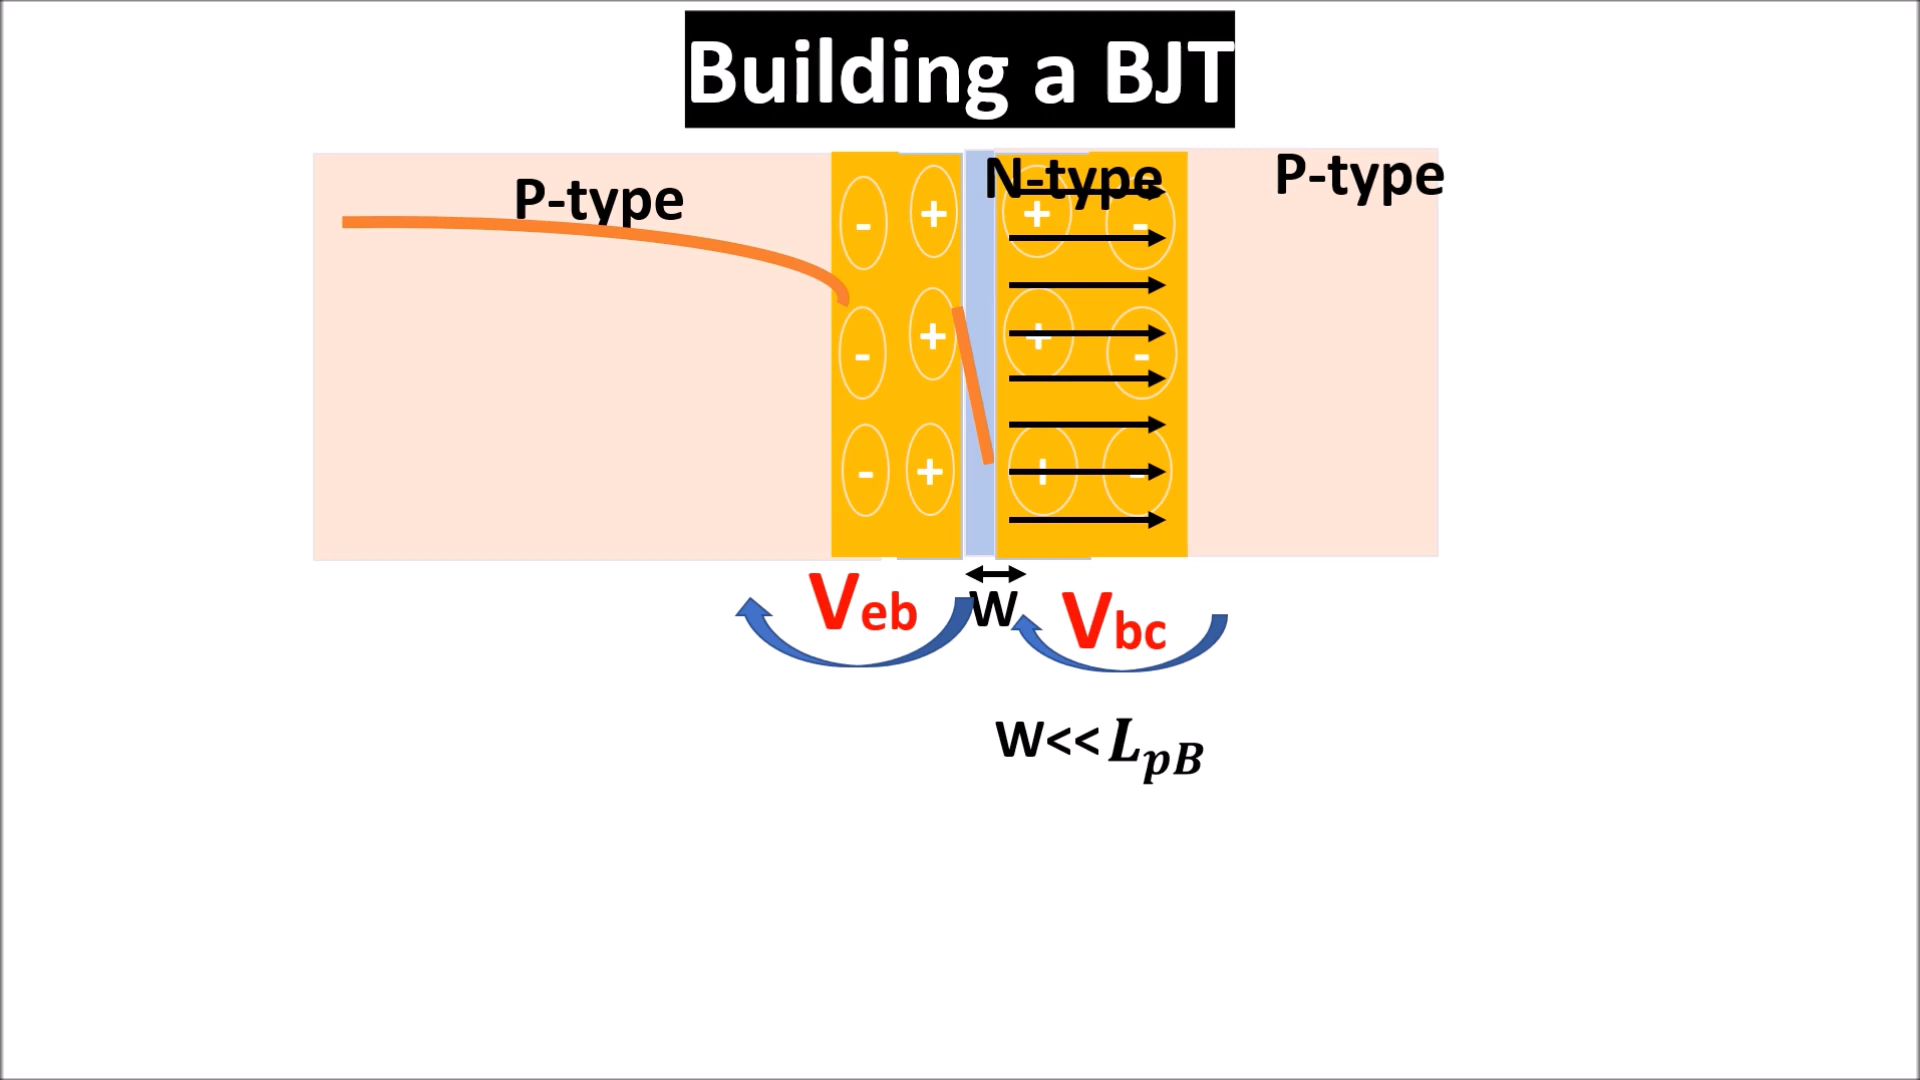 Building a BJT
P-type
N-type
P-type
- + + -
- + + -
- + + -
Veb
W
Vbc
W<<LpB